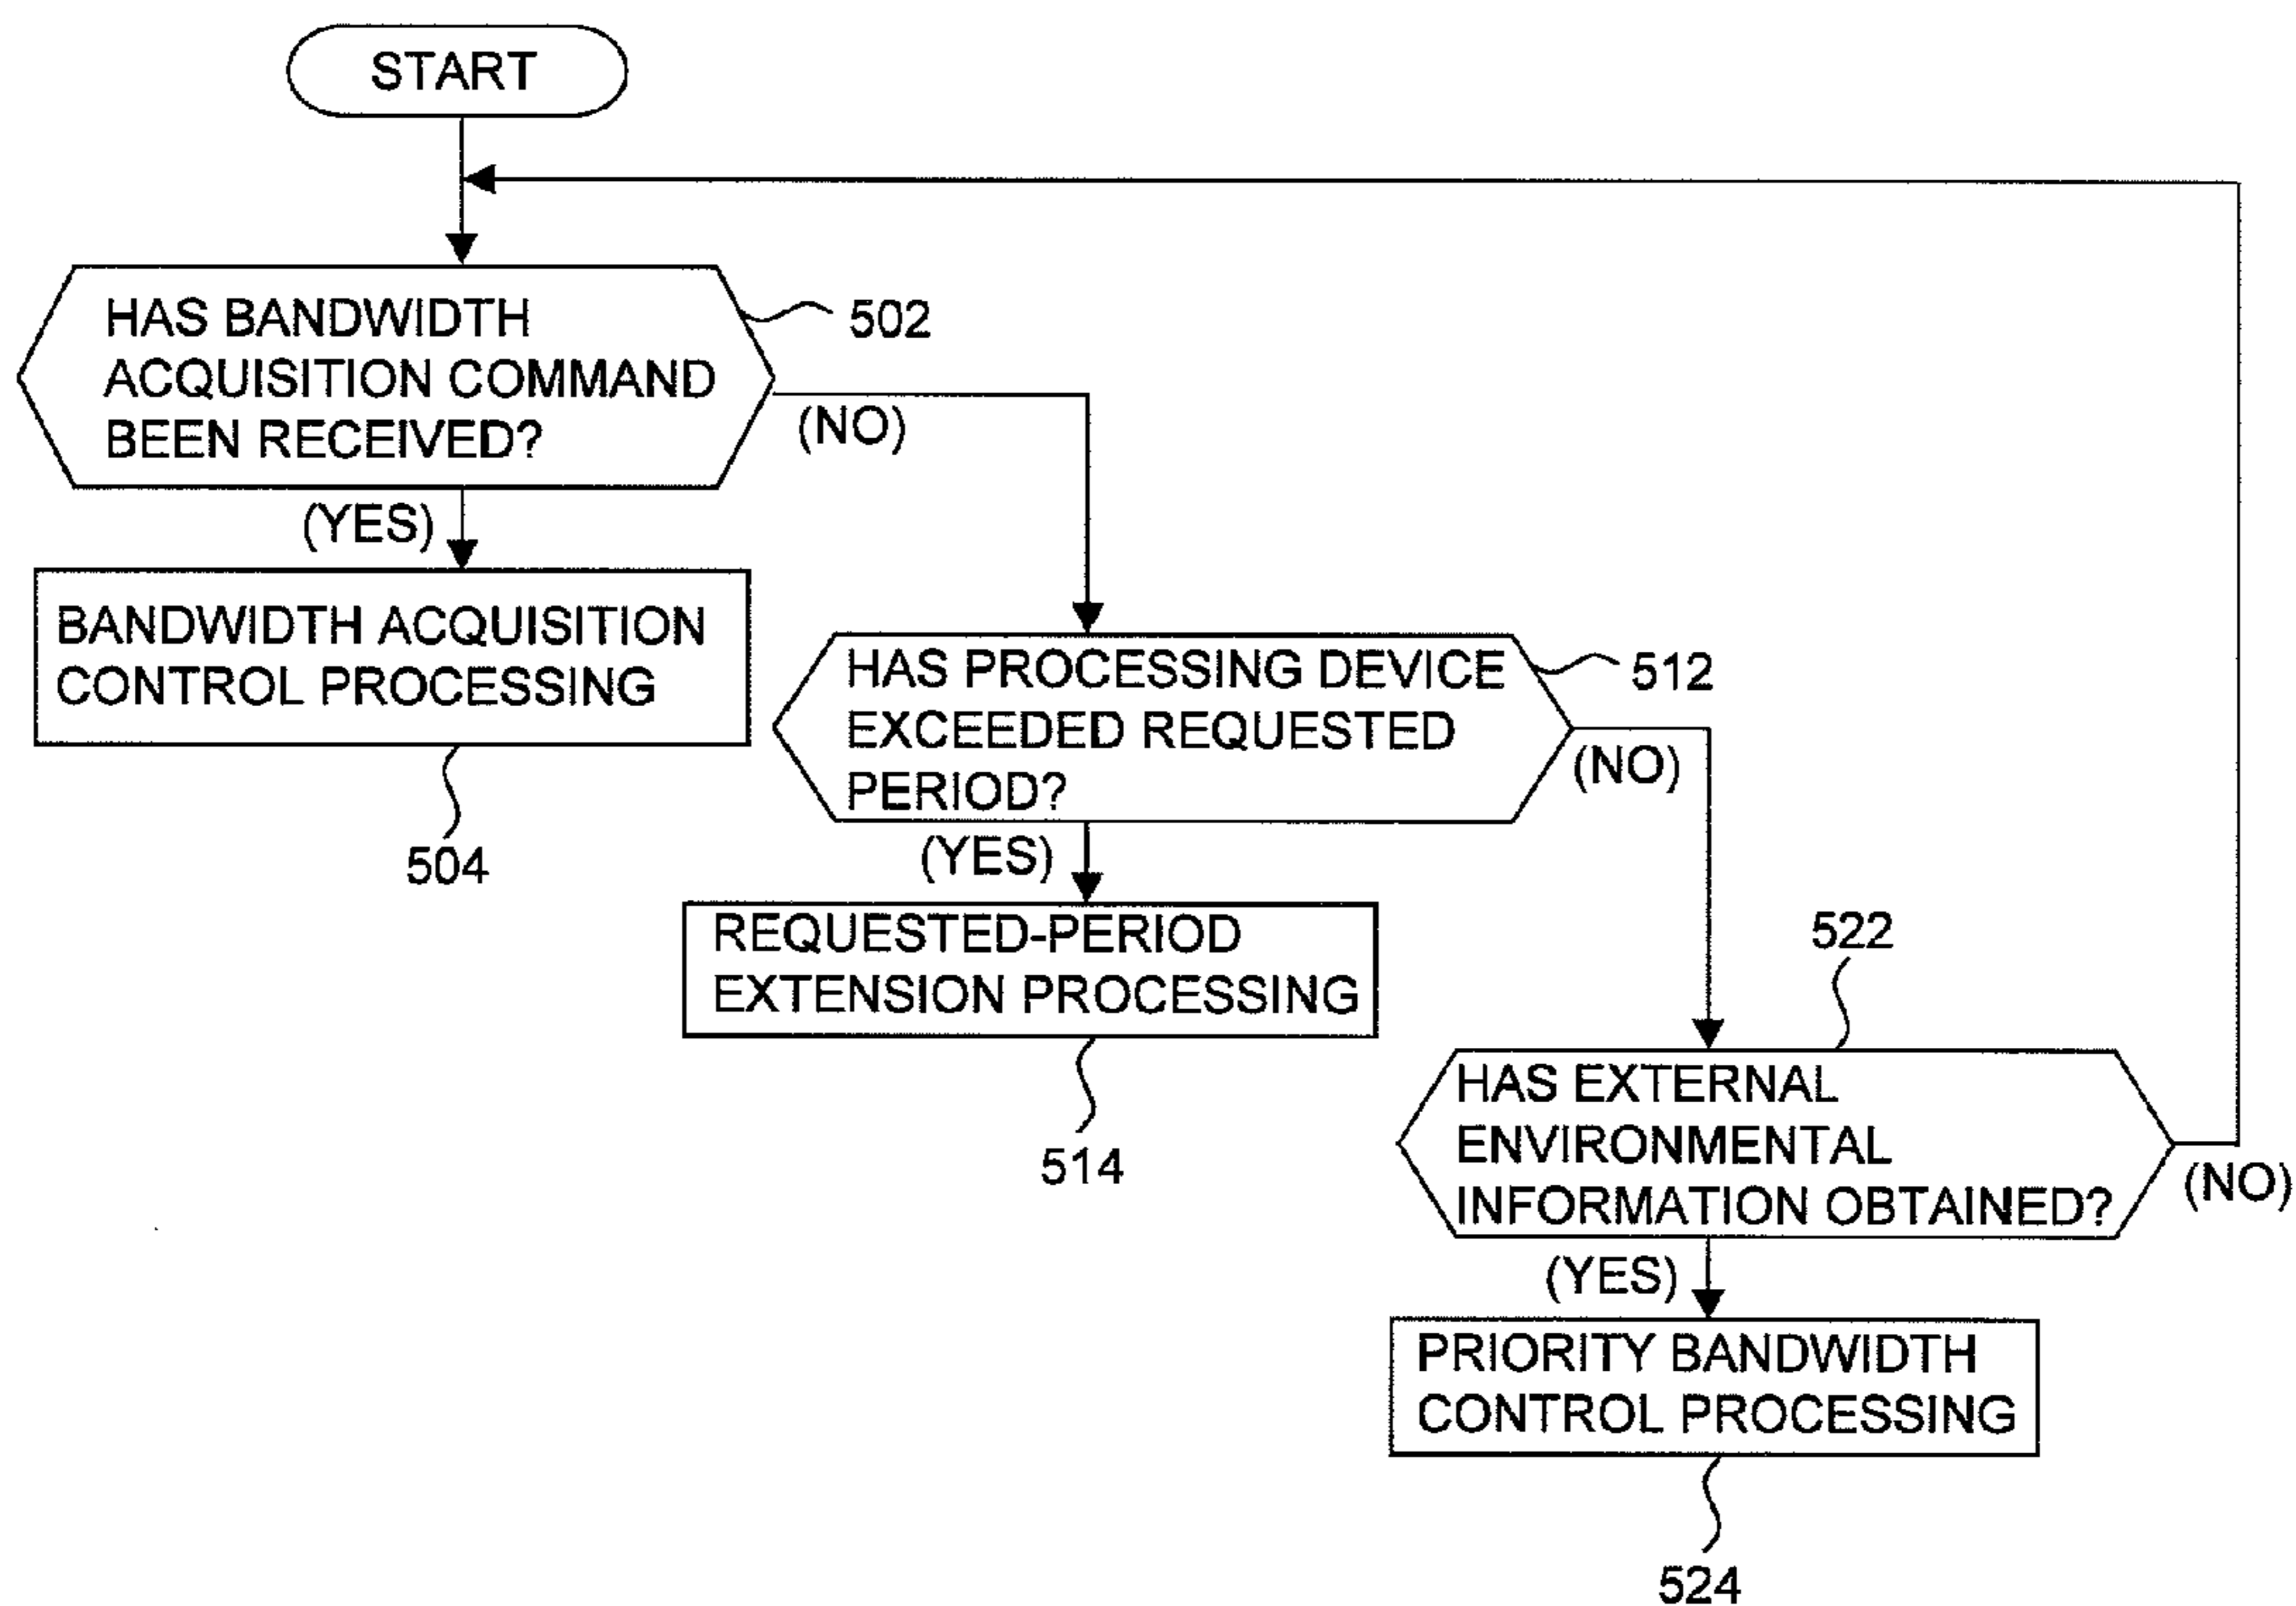 START
HAS BANDWIDTH
ACQUISITION COMMAND
BEEN RECEIVED?
502
(NO)
(YES)
BANDWIDTH ACQUISITION
CONTROL PROCESSING
504
HAS PROCESSING DEVICE
EXCEEDED REQUESTED
PERIOD?
512
(NO)
(YES)
REQUESTED-PERIOD
EXTENSION PROCESSING
514
522
HAS EXTERNAL
ENVIRONMENTAL
INFORMATION OBTAINED?
(NO)
(YES)
PRIORITY BANDWIDTH
CONTROL PROCESSING
524